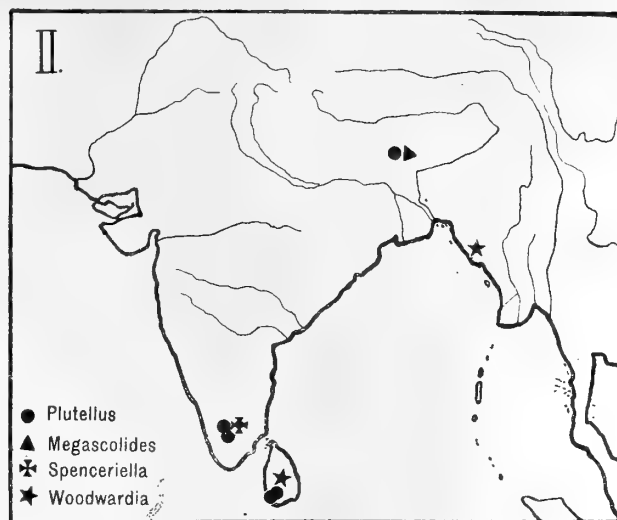 II.
Plutellus
Megascolides
Spenceriella
Woodwardia